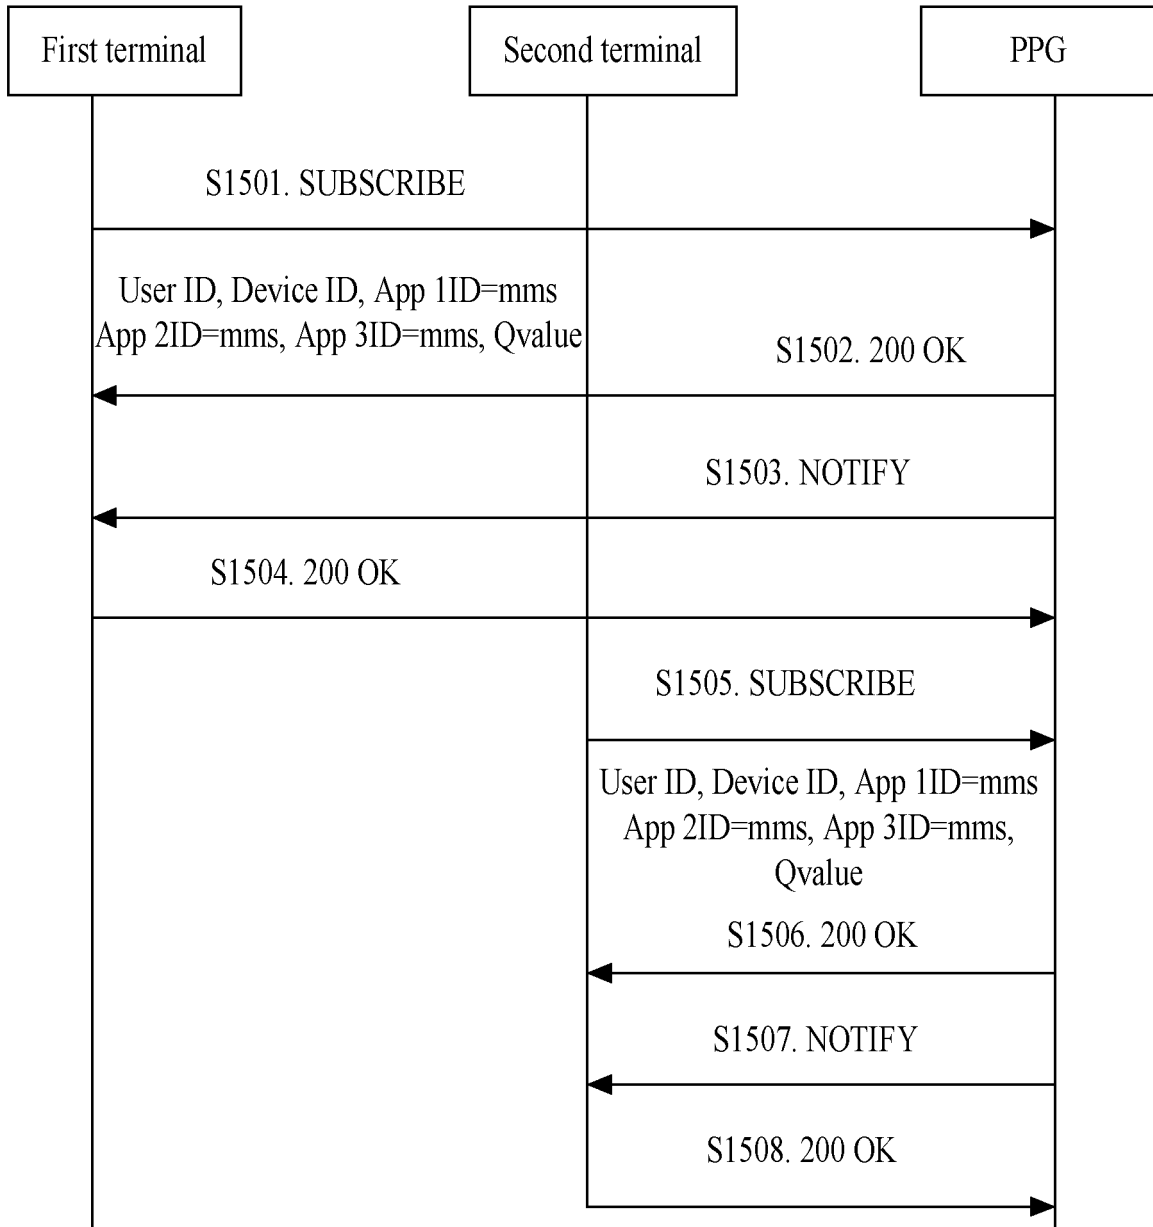 First terminal
Second terminal
PPG
S1501. SUBSCRIBE
User ID, Device ID, App 1ID=mms
App 2ID=mms, App 3ID=mms, Qvalue
S1502. 200 OK
S1503. NOTIFY
S1504. 200 OK
S1505. SUBSCRIBE
User ID, Device ID, App 1ID=mms
App 2ID=mms, App 3ID=mms,
Qvalue
S1506. 200 OK
S1507. NOTIFY
S1508. 200 OK